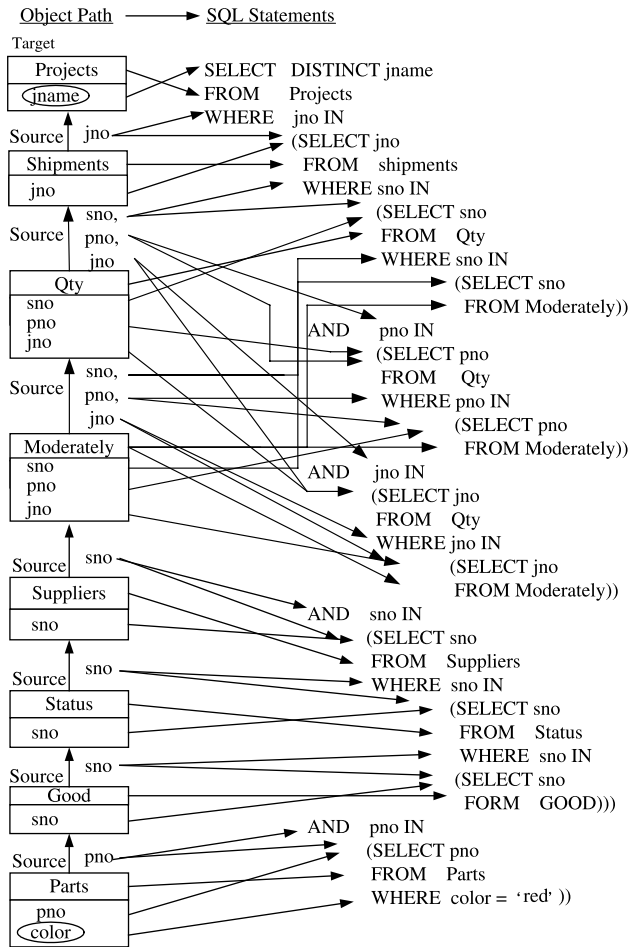 Object Path SQL Statements
Target
Projects
jname
SELECT DISTINCT jname
FROM Projects
WHERE jno IN
Source jno
(SELECT jno
Shipments
FROM shipments
jno
WHERE sno IN
sno,
(SELECT sno
Source pno,
FROM Qty
jno
WHERE sno IN
Qty
(SELECT sno
sno
FROM Moderately))
pno
AND pno IN
jno
(SELECT pno
Source sno,
FROM Qty
pno,
WHERE pno IN
jno
(SELECT pno
Moderately
FROM Moderately))
sno
AND jno IN
pno
(SELECT jno
jno
FROM Qty
WHERE jno IN
Source sno
(SELECT jno
Suppliers
FROM Moderately))
sno
AND sno IN
(SELECT sno
FROM Suppliers
Source sno
WHERE sno IN
Status
(SELECT sno
sno
FROM Status
WHERE sno IN
Source sno
(SELECT sno
Good
FORM GOOD)))
sno
AND pno IN
Source pno
(SELECT pno
Parts
FROM Parts
pno
WHERE color = ‘red’ ))
color